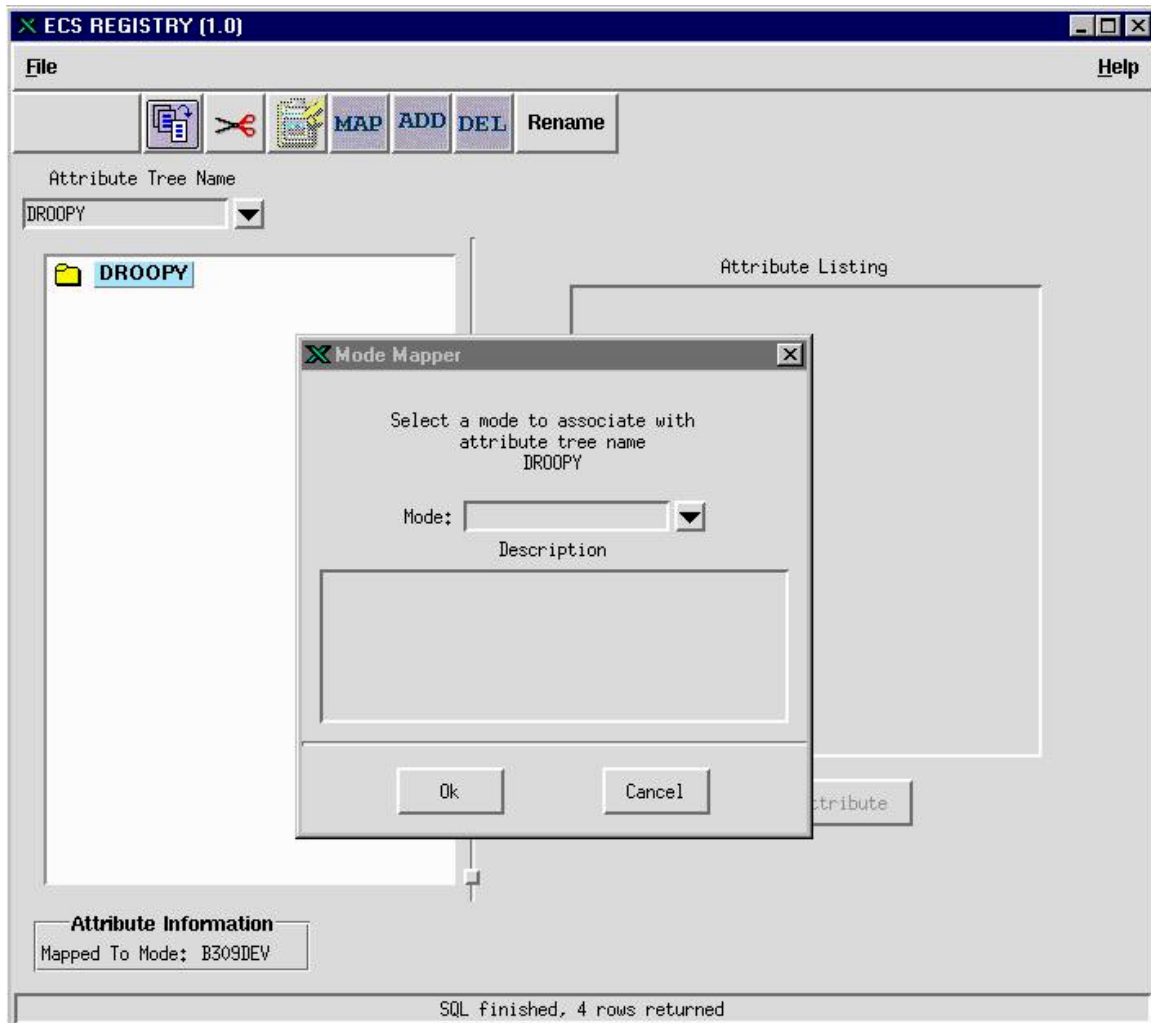 ECS REGISTRY (1.0)
File Help
MAP ADD DEL Rename
Attribute Tree Name
DROOPY
DROOPY
Attribute Listing
Mode Mapper
Select a mode to associate with
attribute tree name
DROOPY
Mode:
Description
Ok Cancel
ttribute
Attribute Information
Mapped To Mode: B309DEV
SQL finished, 4 rows returned